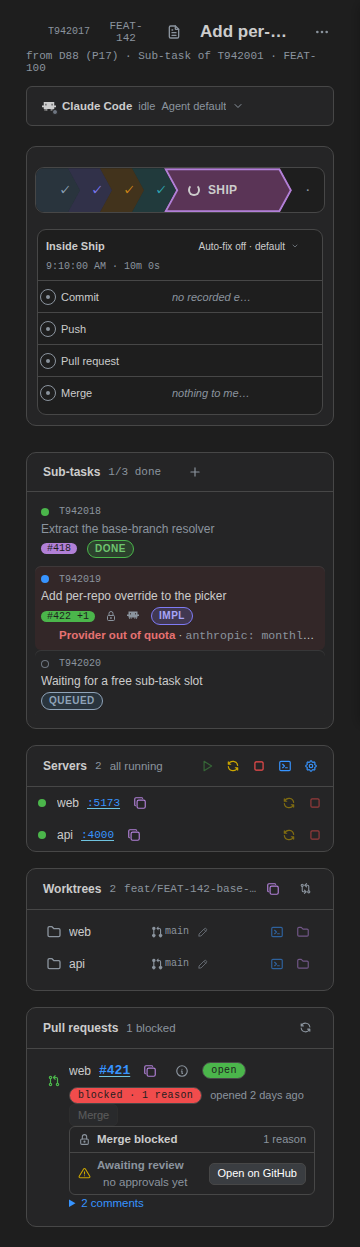 T942017 FEAT-142 Add per-…
from D88 (P17) · Sub-task of T942001 · FEAT-
100
Claude Code idle Agent default
SHIP
Inside Ship Auto-fix off · default
9:10:00 AM · 10m 0s
Commit no recorded e…
Push
Pull request
Merge nothing to me…
Sub-tasks 1/3 done
T942018
Extract the base-branch resolver
#418 DONE
T942019
Add per-repo override to the picker
#422 +1 IMPL
Provider out of quota · anthropic: monthl…
T942020
Waiting for a free sub-task slot
QUEUED
Servers 2 all running
web :5173
api :4000
Worktrees 2 feat/FEAT-142-base-…
web main
api main
Pull requests 1 blocked
web #421 open
blocked · 1 reason opened 2 days ago
Merge
Merge blocked 1 reason
Awaiting review
no approvals yet
Open on GitHub
2 comments